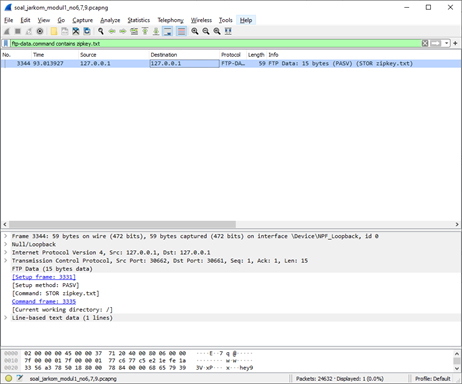 soal_jarkom_modul1_no6,7,9.pcapng
File Edit View Go Capture Analyze Statistics Telephony Wireless Tools Help
ftp-data.command contains zipkey.txt
No. Time Source Destination Protocol Length Info
3344 93.013927 127.0.0.1 127.0.0.1 FTP-DA… 59 FTP Data: 15 bytes (PASV) (STOR zipkey.txt)
Frame 3344: 59 bytes on wire (472 bits), 59 bytes captured (472 bits) on interface \Device\NPF_Loopback, id 0
Null/Loopback
Internet Protocol Version 4, Src: 127.0.0.1, Dst: 127.0.0.1
Transmission Control Protocol, Src Port: 30662, Dst Port: 30661, Seq: 1, Ack: 1, Len: 15
FTP Data (15 bytes data)
[Setup frame: 3331]
[Setup method: PASV]
[Command: STOR zipkey.txt]
Command frame: 3335
[Current working directory: /]
Line-based text data (1 lines)
0000 02 00 00 00 45 00 00 37 71 20 40 00 80 06 00 00 ····E··7 q @·····
0010 7f 00 00 01 7f 00 00 01 77 c6 77 c5 e2 1e fe ia
0020 33 56 a3 78 50 18 80 00 78 84 00 00 68 65 79 39 3V·xP··· x···hey9
soal_jarkom_modul1_no6,7,9.pcapng
Packets: 24632 · Displayed: 1 (0.0%)
Profile: Default